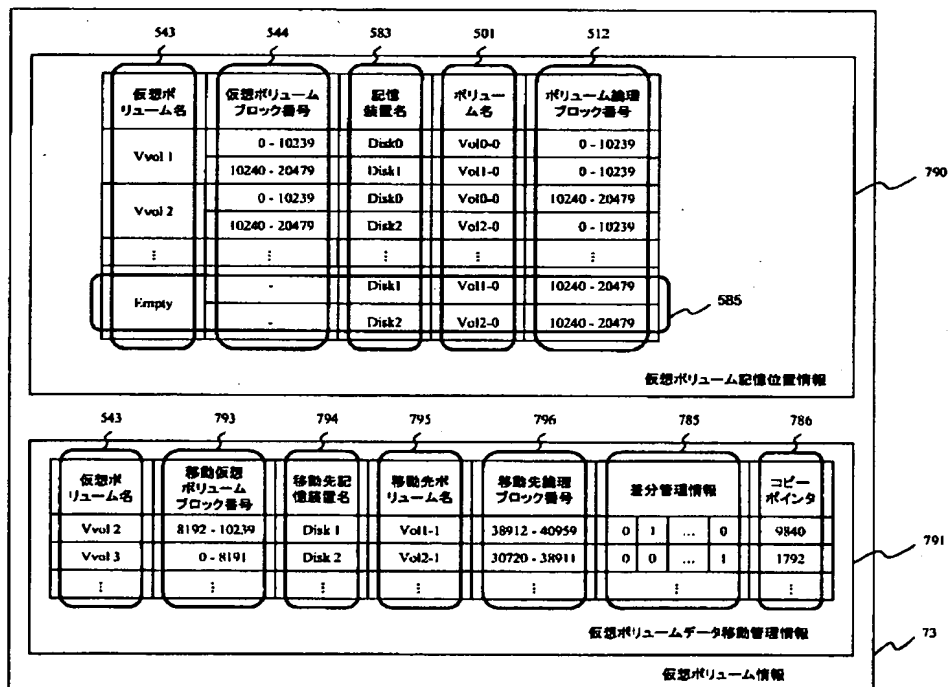 543 544 583 501 512
仮想ボリューム名 仮想ボリュームブロック番号 記憶装置名 ボリューム名 ボリューム論理ブロック番号
Vvol 1 0 - 10239 Disk0 Vol0-0 0 - 10239
10240 - 20479 Disk1 Vol1-0 0 - 10239
Vvol 2 0 - 10239 Disk0 Vol0-0 10240 - 20479
10240 - 20479 Disk2 Vol2-0 0 - 10239
⋮ ⋮ ⋮ ⋮ ⋮
Empty - Disk1 Vol1-0 10240 - 20479
- Disk2 Vol2-0 10240 - 20479
790
585
仮想ボリューム記憶位置情報
543 793 794 795 796 785 786
仮想ボリューム名 移動仮想ボリュームブロック番号 移動先記憶装置名 移動先ボリューム名 移動先論理ブロック番号 差分管理情報 コピーポインタ
Vvol 2 8192 - 10239 Disk 1 Vol1-1 38912 - 40959 0 1 ... 0 9840
Vvol 3 0 - 8191 Disk 2 Vol2-1 30720 - 38911 0 0 ... 1 1792
⋮ ⋮ ⋮ ⋮ ⋮ ⋮ ⋮
791
仮想ボリュームデータ移動管理情報
73
仮想ボリューム情報